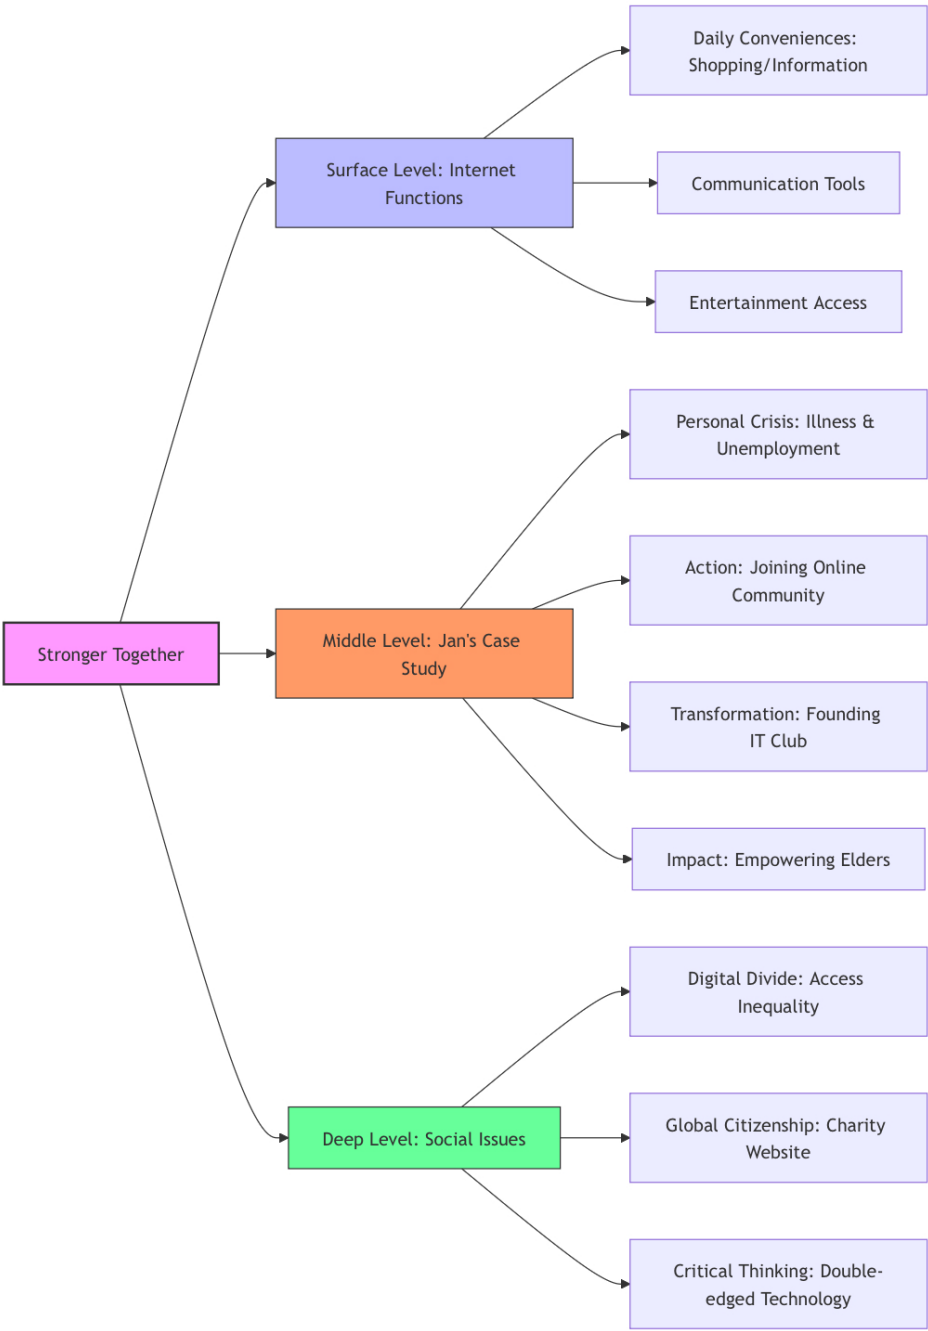 Daily Conveniences:
Shopping/Information
Surface Level: Internet
Functions
Communication Tools
Entertainment Access
Personal Crisis: Illness &
Unemployment
Action: Joining Online
Community
Stronger Together
Middle Level: Jan's Case
Study
Transformation: Founding
IT Club
Impact: Empowering Elders
Digital Divide: Access
Inequality
Deep Level: Social Issues
Global Citizenship: Charity
Website
Critical Thinking: Double-
edged Technology